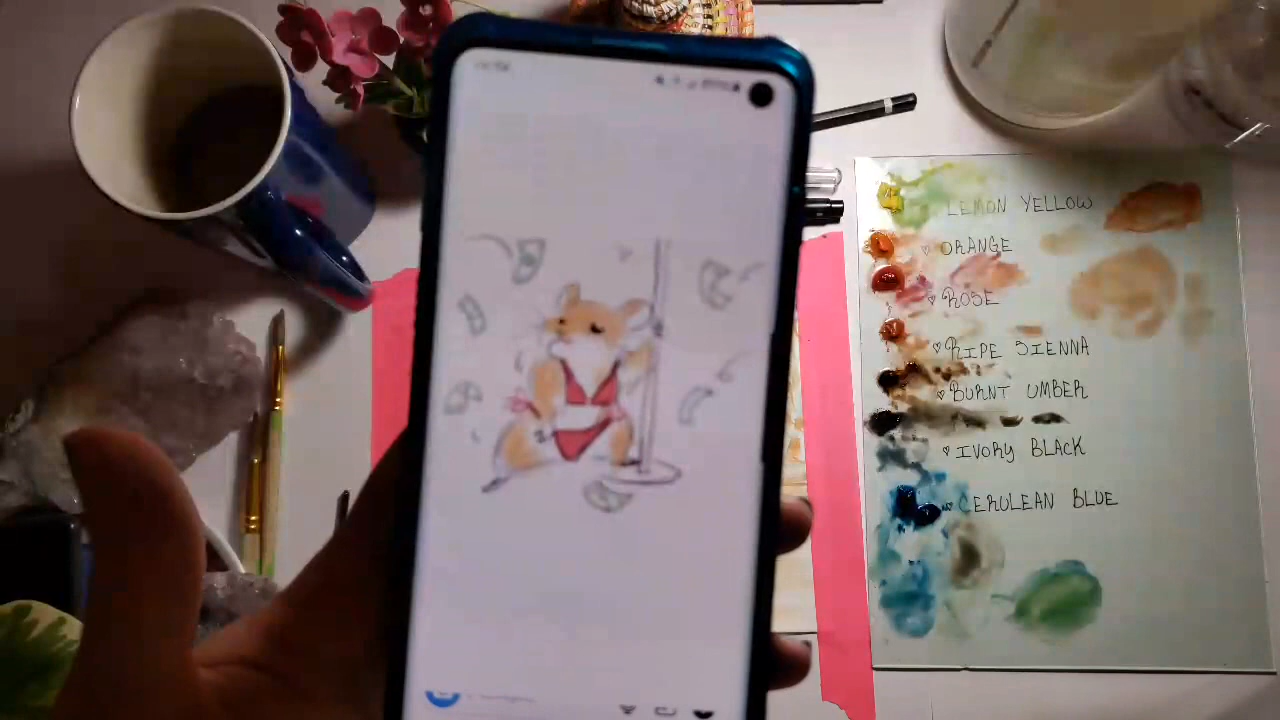 LEMON YELLOW
ORANGE
ROSE
RIPE SIENNA
BURNT UMBER
IVORY BLACK
CERULEAN BLUE